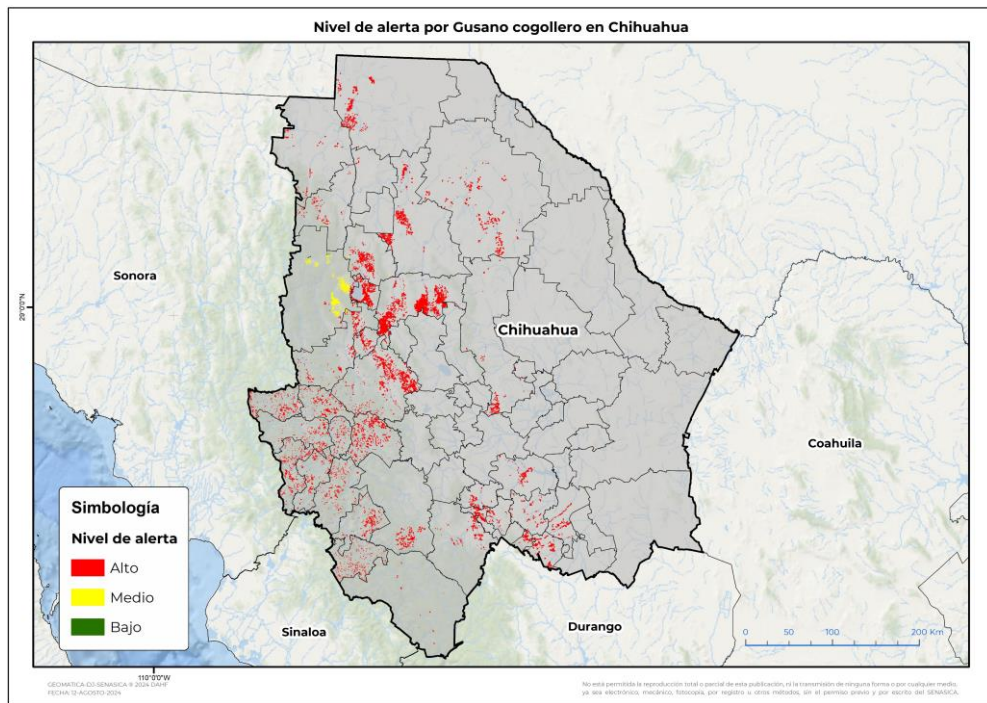 Nivel de alerta por Gusano cogollero en Chihuahua
Sonora
29°0'0"N
Chihuahua
Coahuila
Simbología
Nivel de alerta
Alto
Medio
Bajo
Sinaloa
Durango
0 50 100 200 Km
110°0'0"O
GEOMÁTICA-CG-SENASICA ® 2024 DAHF
FECHA: 12-AGOSTO-2024
No está permitida la reproducción total o parcial de esta publicación, ni la transmisión de ninguna forma o por cualquier medio,
ya sea electrónico, mecánico, fotocopia, por registro u otros métodos, sin el permiso previo y por escrito del SENASICA.